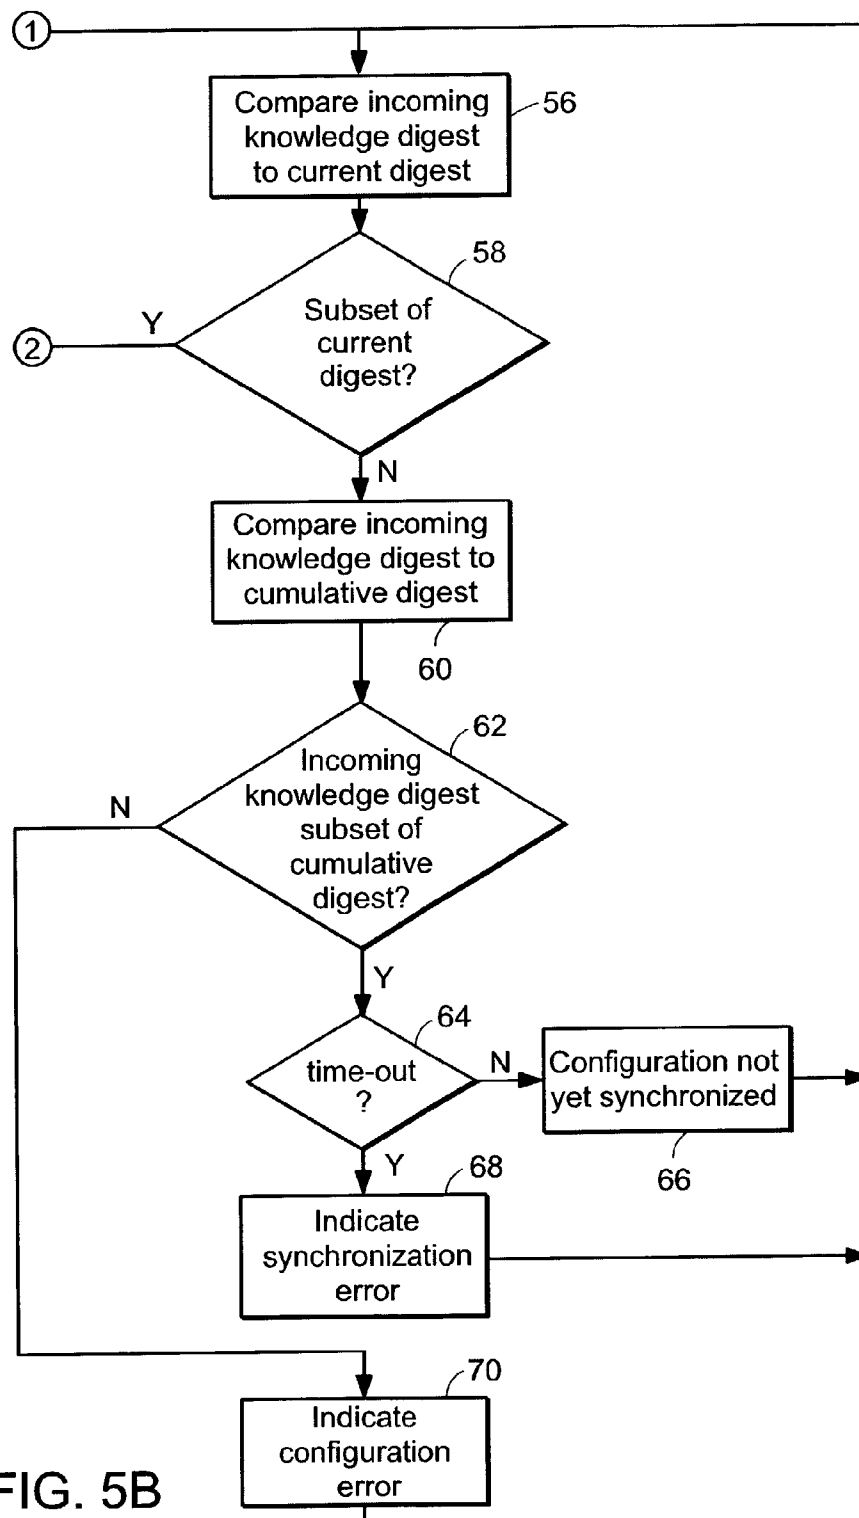 1
Compare incoming
knowledge digest
to current digest
56
58
Subset of
current
digest?
Y
2
N
Compare incoming
knowledge digest to
cumulative digest
60
62
Incoming
knowledge digest
subset of
cumulative
digest?
N
Y
64
time-out
?
N
Configuration not
yet synchronized
66
Y
68
Indicate
synchronization
error
70
Indicate
configuration
error
FIG. 5B